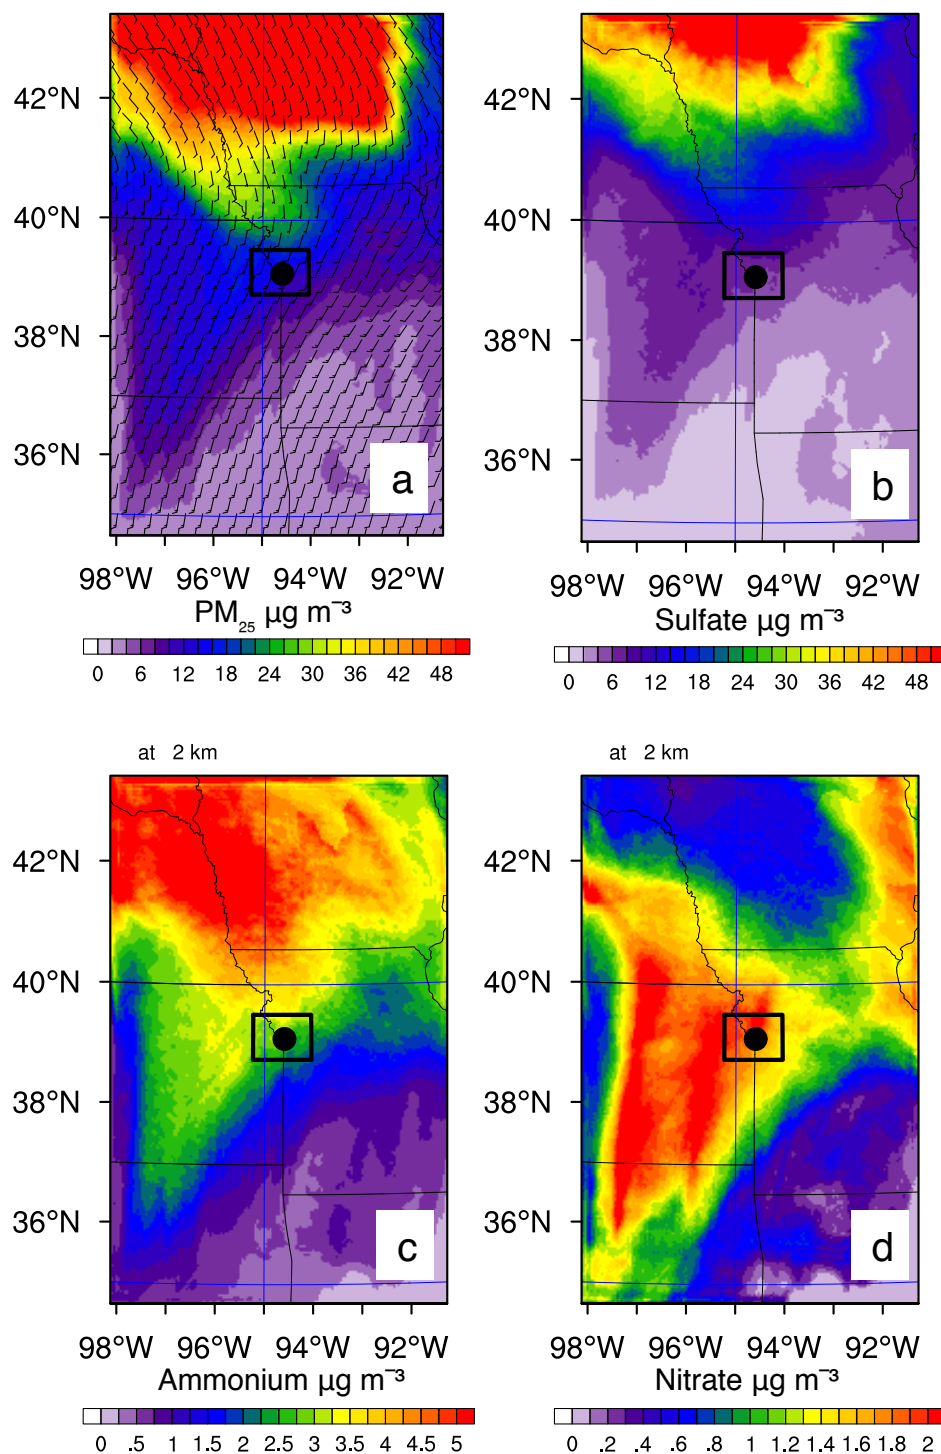 42°N 42°N
40°N 40°N
38°N 38°N
36°N 36°N
a b
98°W 96°W 94°W 92°W 98°W 96°W 94°W 92°W
PM₂₅ µg m⁻³ Sulfate µg m⁻³
0 6 12 18 24 30 36 42 48 0 6 12 18 24 30 36 42 48
at 2 km at 2 km
42°N 42°N
40°N 40°N
38°N 38°N
36°N 36°N
c d
98°W 96°W 94°W 92°W 98°W 96°W 94°W 92°W
Ammonium µg m⁻³ Nitrate µg m⁻³
0 .5 1 1.5 2 2.5 3 3.5 4 4.5 5 0 .2 .4 .6 .8 1 1.2 1.4 1.6 1.8 2